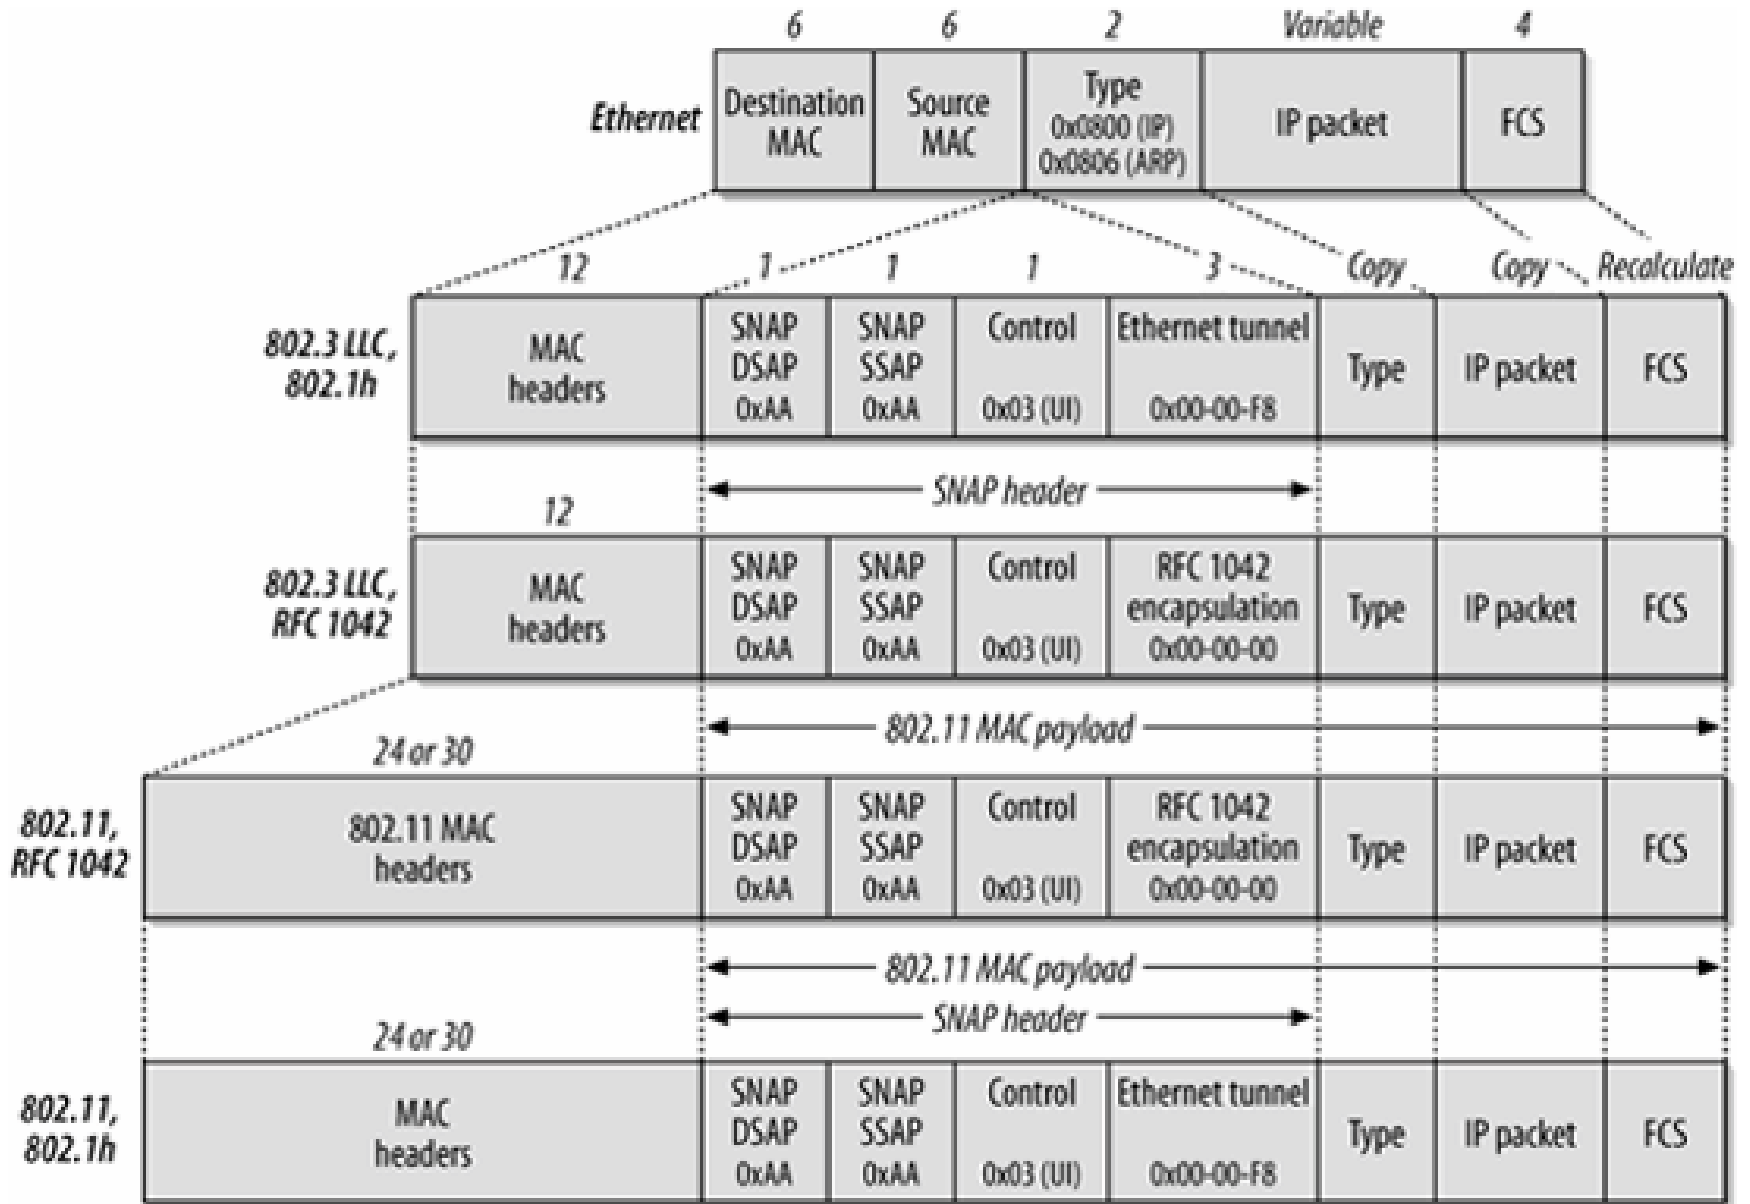 6 6 2 Variable 4
Ethernet
Destination MAC
Source MAC
Type 0x0800 (IP) 0x0806 (ARP)
IP packet
FCS
12 1 1 1 3 Copy Copy Recalculate
802.3 LLC, 802.1h
MAC headers
SNAP DSAP 0xAA
SNAP SSAP 0xAA
Control 0x03 (UI)
Ethernet tunnel 0x00-00-F8
Type
IP packet
FCS
SNAP header
12
802.3 LLC, RFC 1042
MAC headers
SNAP DSAP 0xAA
SNAP SSAP 0xAA
Control 0x03 (UI)
RFC 1042 encapsulation 0x00-00-00
Type
IP packet
FCS
802.11 MAC payload
24 or 30
802.11, RFC 1042
802.11 MAC headers
SNAP DSAP 0xAA
SNAP SSAP 0xAA
Control 0x03 (UI)
RFC 1042 encapsulation 0x00-00-00
Type
IP packet
FCS
802.11 MAC payload
SNAP header
24 or 30
802.11, 802.1h
MAC headers
SNAP DSAP 0xAA
SNAP SSAP 0xAA
Control 0x03 (UI)
Ethernet tunnel 0x00-00-F8
Type
IP packet
FCS